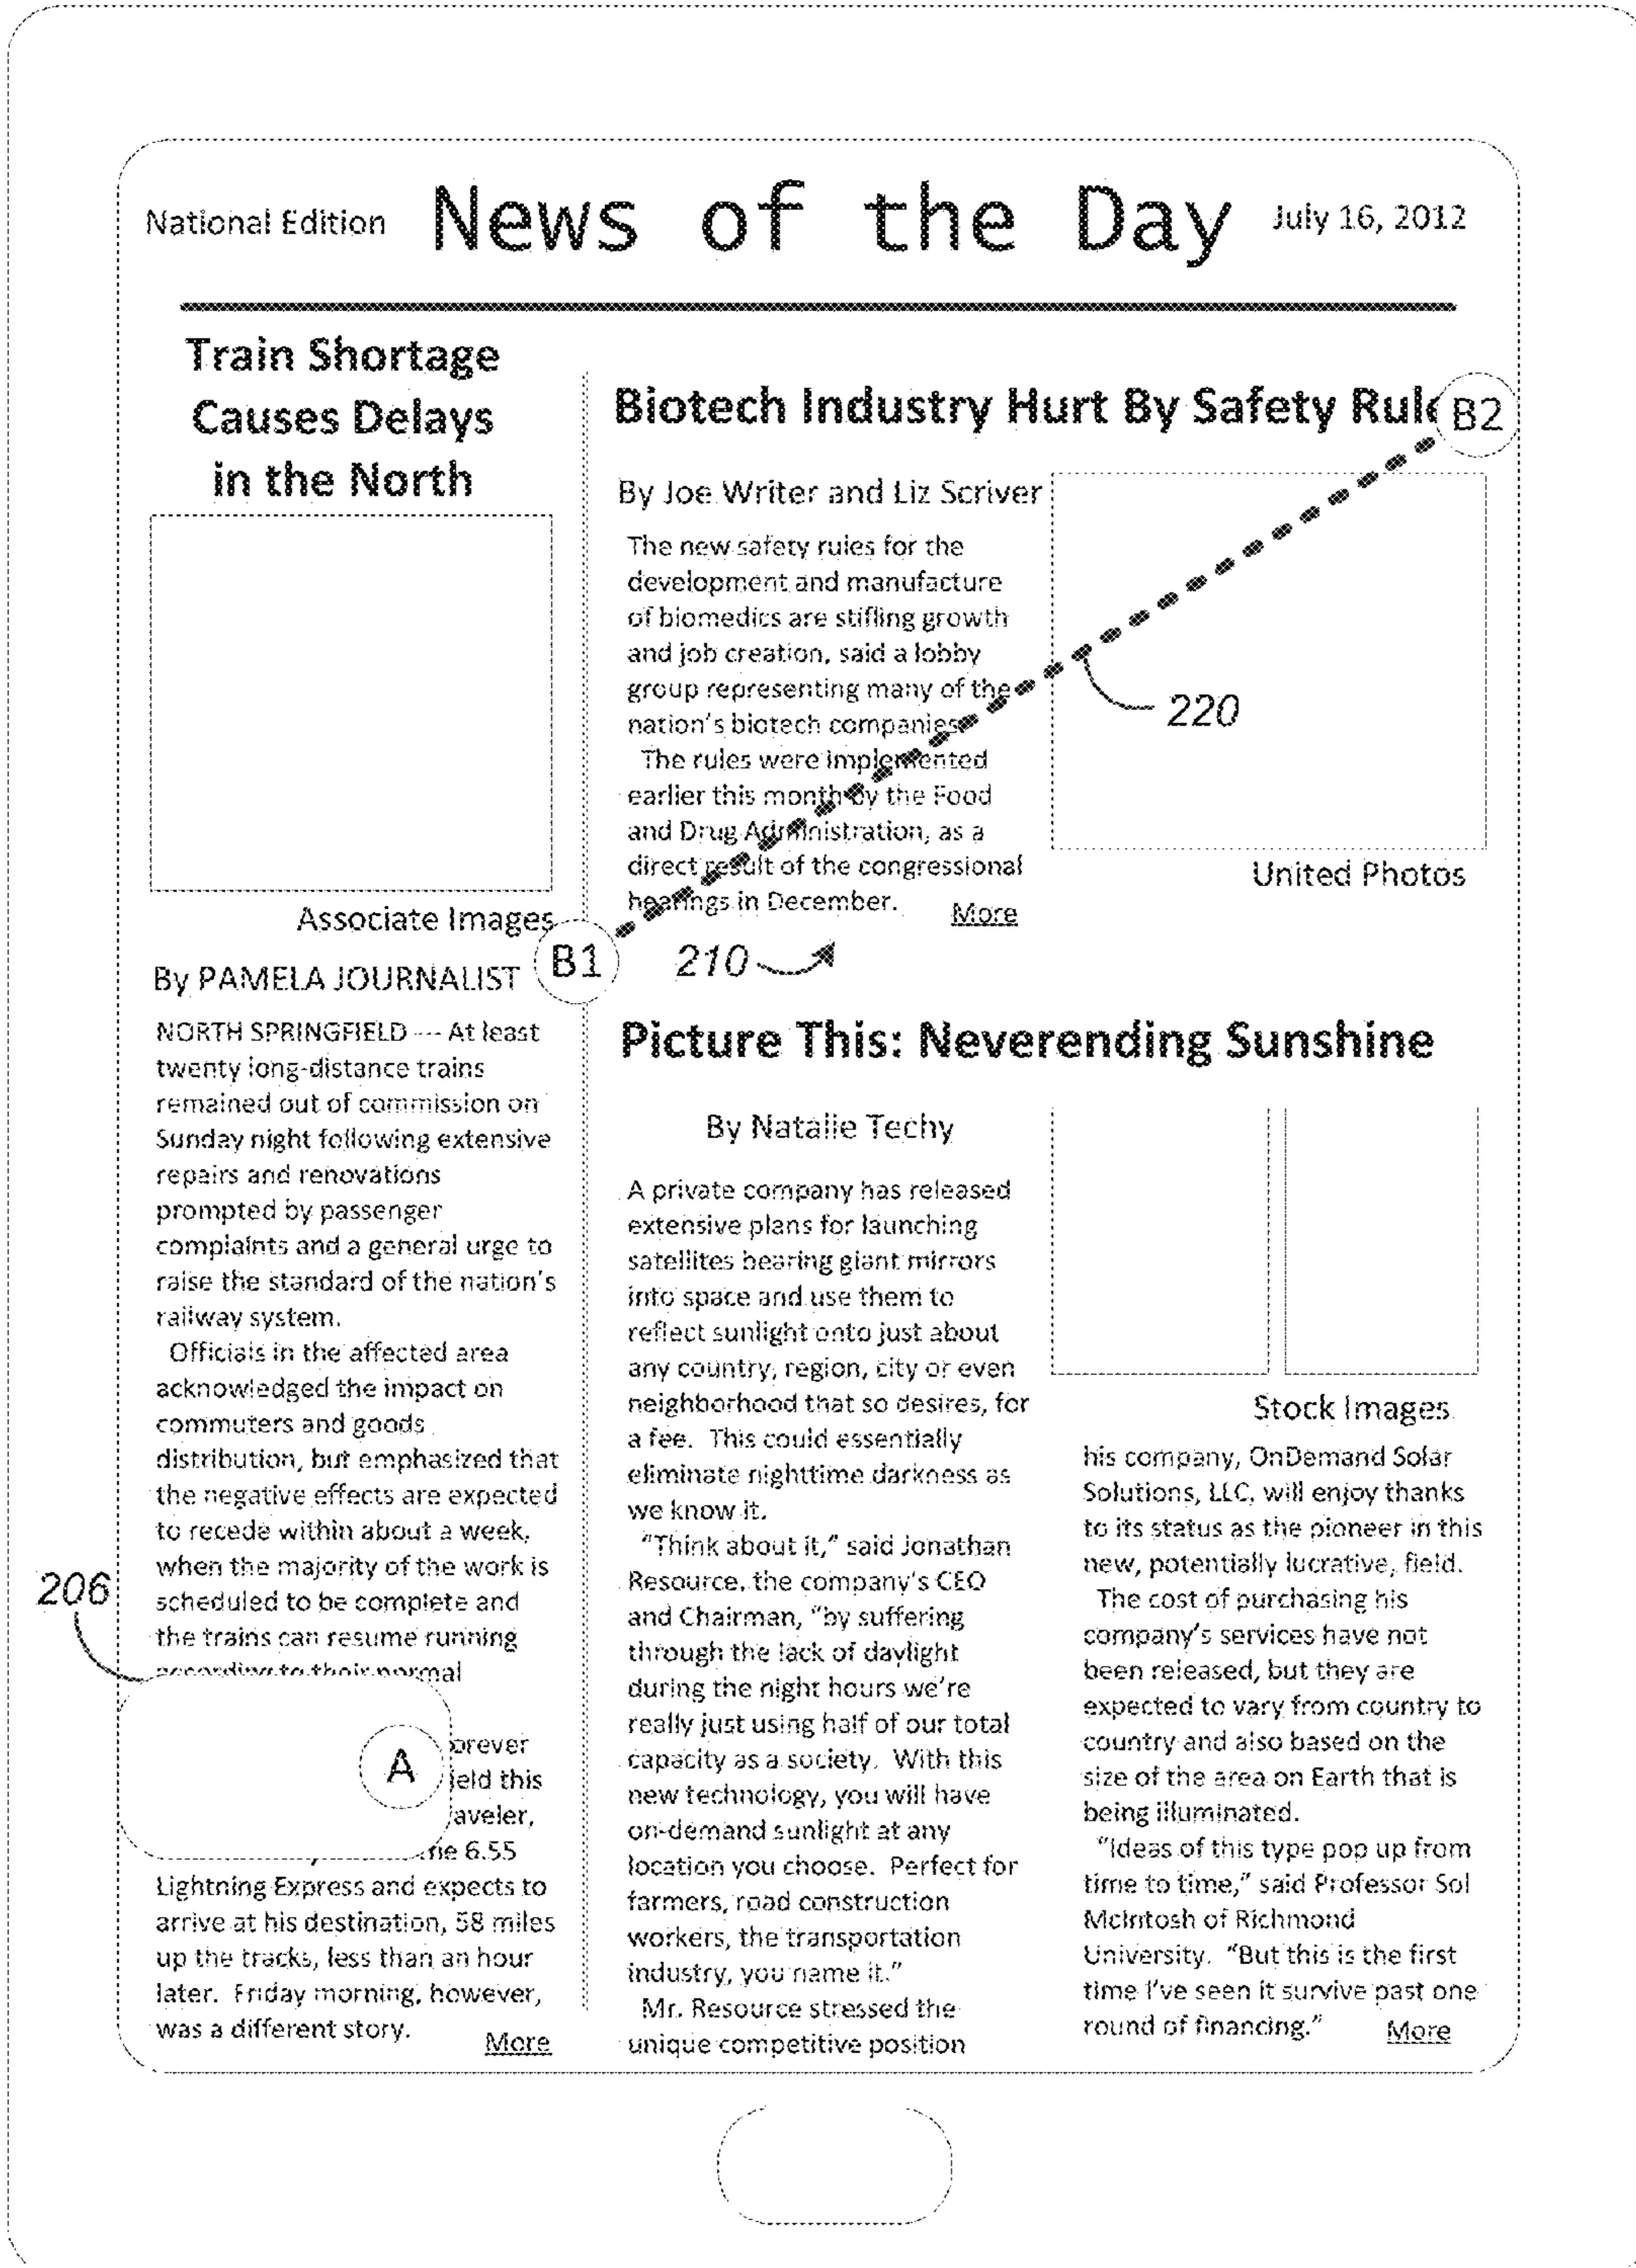 National Edition News of the Day July 16, 2012
Train Shortage
Causes Delays
in the North
Associate Images
By PAMELA JOURNALIST
NORTH SPRINGFIELD --- At least
twenty long-distance trains
remained out of commission on
Sunday night following extensive
repairs and renovations
prompted by passenger
complaints and a general urge to
raise the standard of the nation's
railway system.
Officials in the affected area
acknowledged the impact on
commuters and goods
distribution, but emphasized that
the negative effects are expected
to recede within about a week,
when the majority of the work is
scheduled to be complete and
the trains can resume running
according to their normal
206
A
orever
ield this
aveler,
6.55
Lightning Express and expects to
arrive at his destination, 58 miles
up the tracks, less than an hour
later. Friday morning, however,
was a different story.
More
Biotech Industry Hurt By Safety Rul
B2
By Joe Writer and Liz Scriver
The new safety rules for the
development and manufacture
of biomedics are stifling growth
and job creation, said a lobby
group representing many of the
nation's biotech companies
The rules were implemented
earlier this month by the Food
and Drug Administration, as a
direct result of the congressional
hearings in December.
More
220
United Photos
B1
210
Picture This: Neverending Sunshine
By Natalie Techy
A private company has released
extensive plans for launching
satellites bearing giant mirrors
into space and use them to
reflect sunlight onto just about
any country, region, city or even
neighborhood that so desires, for
a fee. This could essentially
eliminate nighttime darkness as
we know it.
"Think about it," said Jonathan
Resource, the company's CEO
and Chairman, "by suffering
through the lack of daylight
during the night hours we're
really just using half of our total
capacity as a society. With this
new technology, you will have
on-demand sunlight at any
location you choose. Perfect for
farmers, road construction
workers, the transportation
industry, you name it."
Mr. Resource stressed the
unique competitive position
Stock Images
his company, OnDemand Solar
Solutions, LLC, will enjoy thanks
to its status as the pioneer in this
new, potentially lucrative, field.
The cost of purchasing his
company's services have not
been released, but they are
expected to vary from country to
country and also based on the
size of the area on Earth that is
being illuminated.
"Ideas of this type pop up from
time to time," said Professor Sol
McIntosh of Richmond
University. "But this is the first
time I've seen it survive past one
round of financing."
More